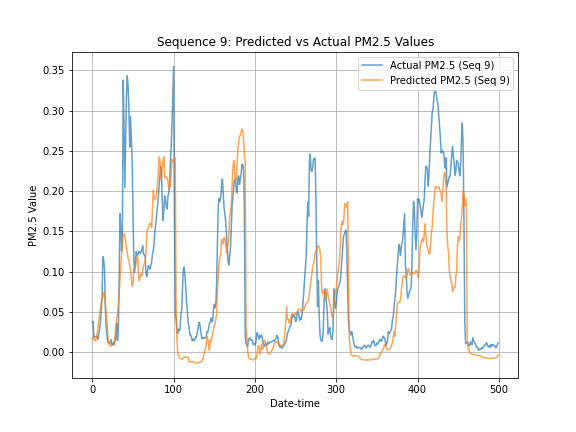 Sequence 9: Predicted vs Actual PM2.5 Values
Actual PM2.5 (Seq 9)
Predicted PM2.5 (Seq 9)
PM2.5 Value
0.35
0.30
0.25
0.20
0.15
0.10
0.05
0.00
0 100 200 300 400 500
Date-time